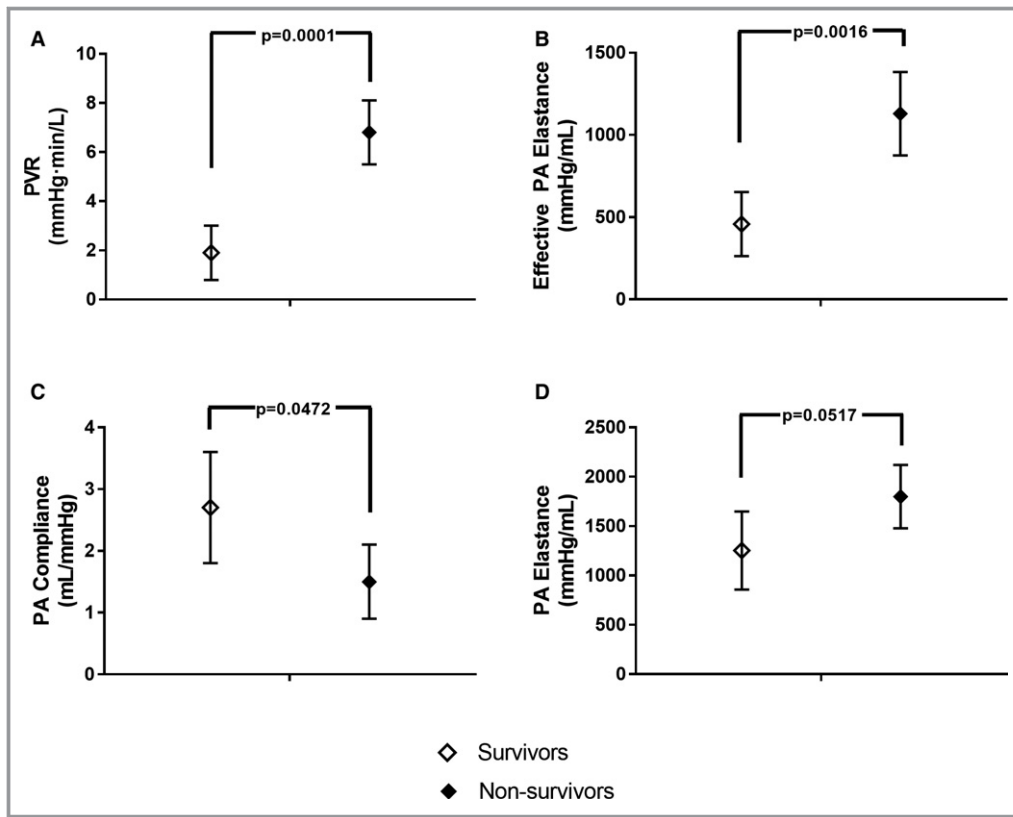 A
p=0.0001
PVR
(mmHg·min/L)
10
8
6
4
2
0
B
p=0.0016
Effective PA Elastance
(mmHg/mL)
1500
1000
500
0
C
p=0.0472
PA Compliance
(mL/mmHg)
4
3
2
1
0
D
p=0.0517
PA Elastance
(mmHg/mL)
2500
2000
1500
1000
500
0
Survivors
Non-survivors